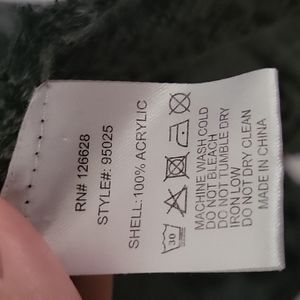 RN# 126628
STYLE#: 95025
SHELL:100% ACRYLIC
30
MACHINE WASH COLD
DO NOT BLEACH
DO NOT TUMBLE DRY
IRON LOW
DO NOT DRY CLEAN
MADE IN CHINA